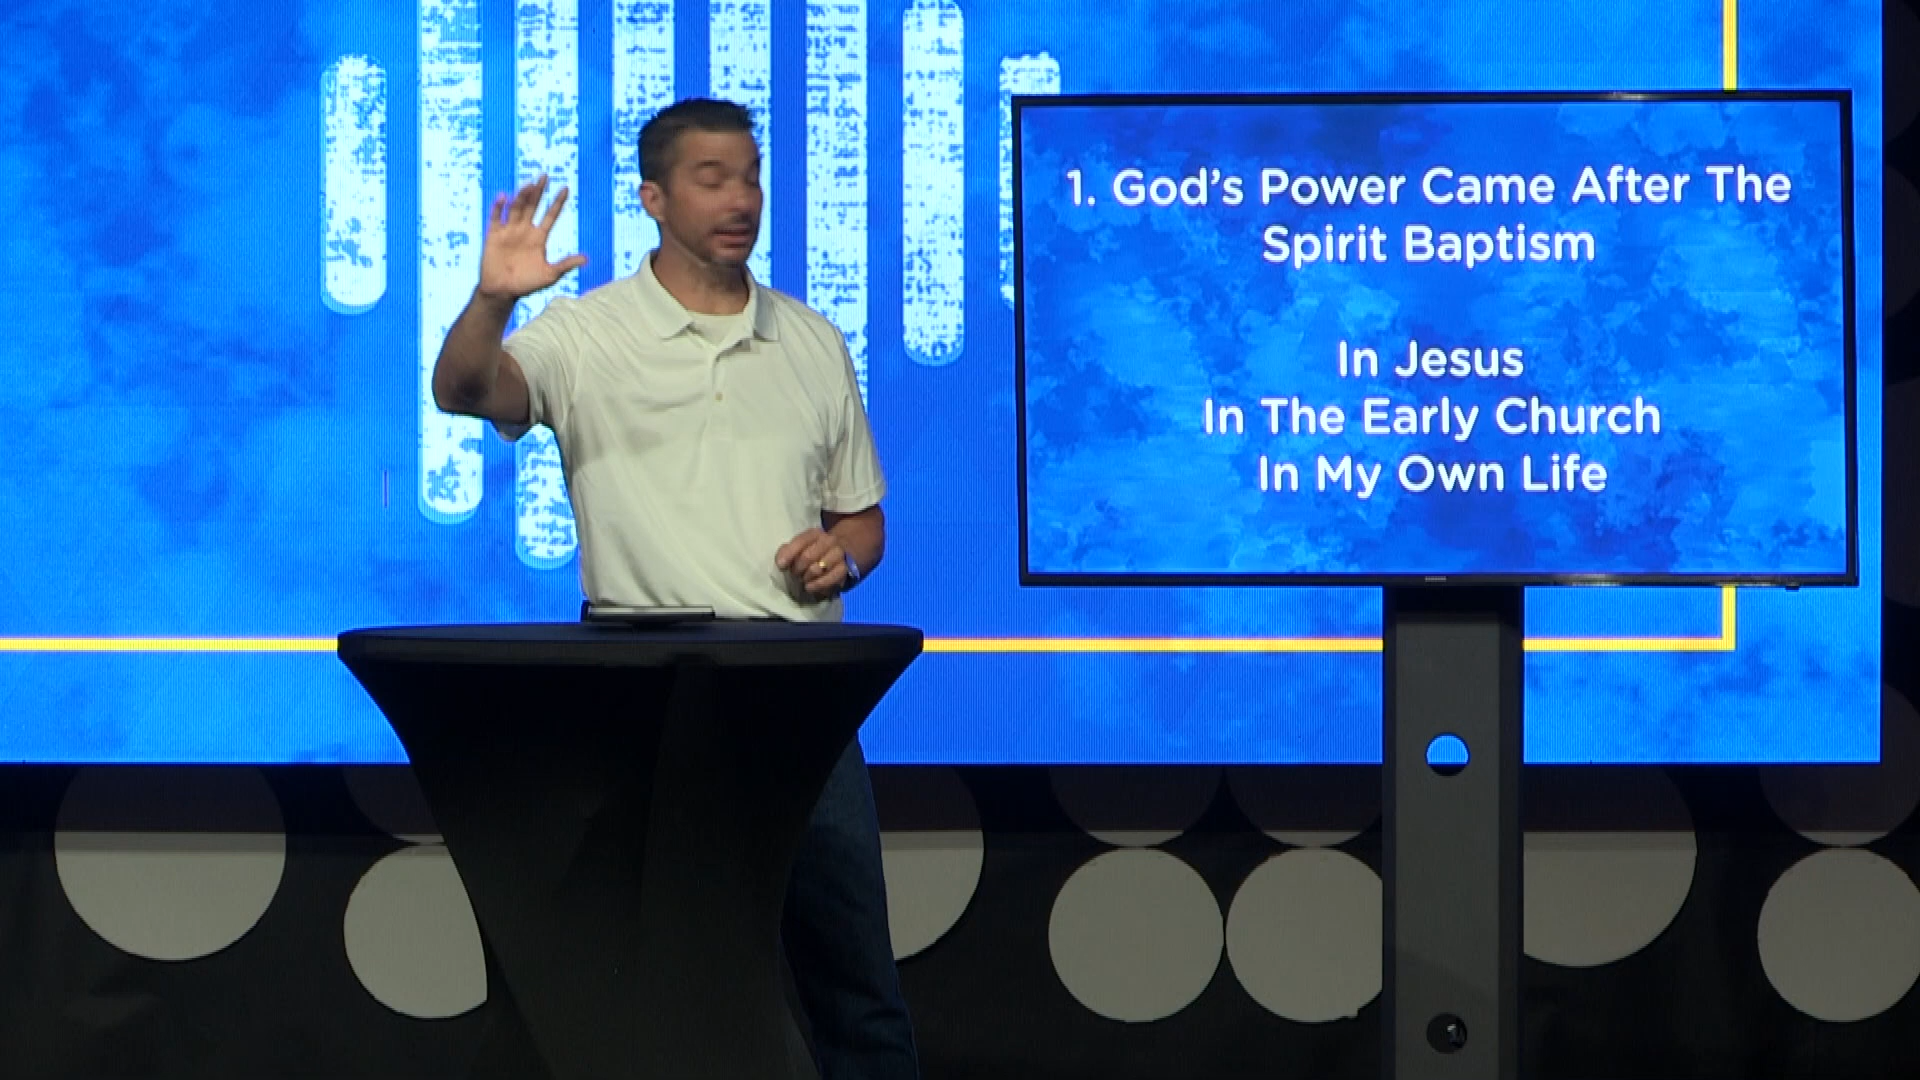 1. God's Power Came After The
Spirit Baptism
In Jesus
In The Early Church
In My Own Life